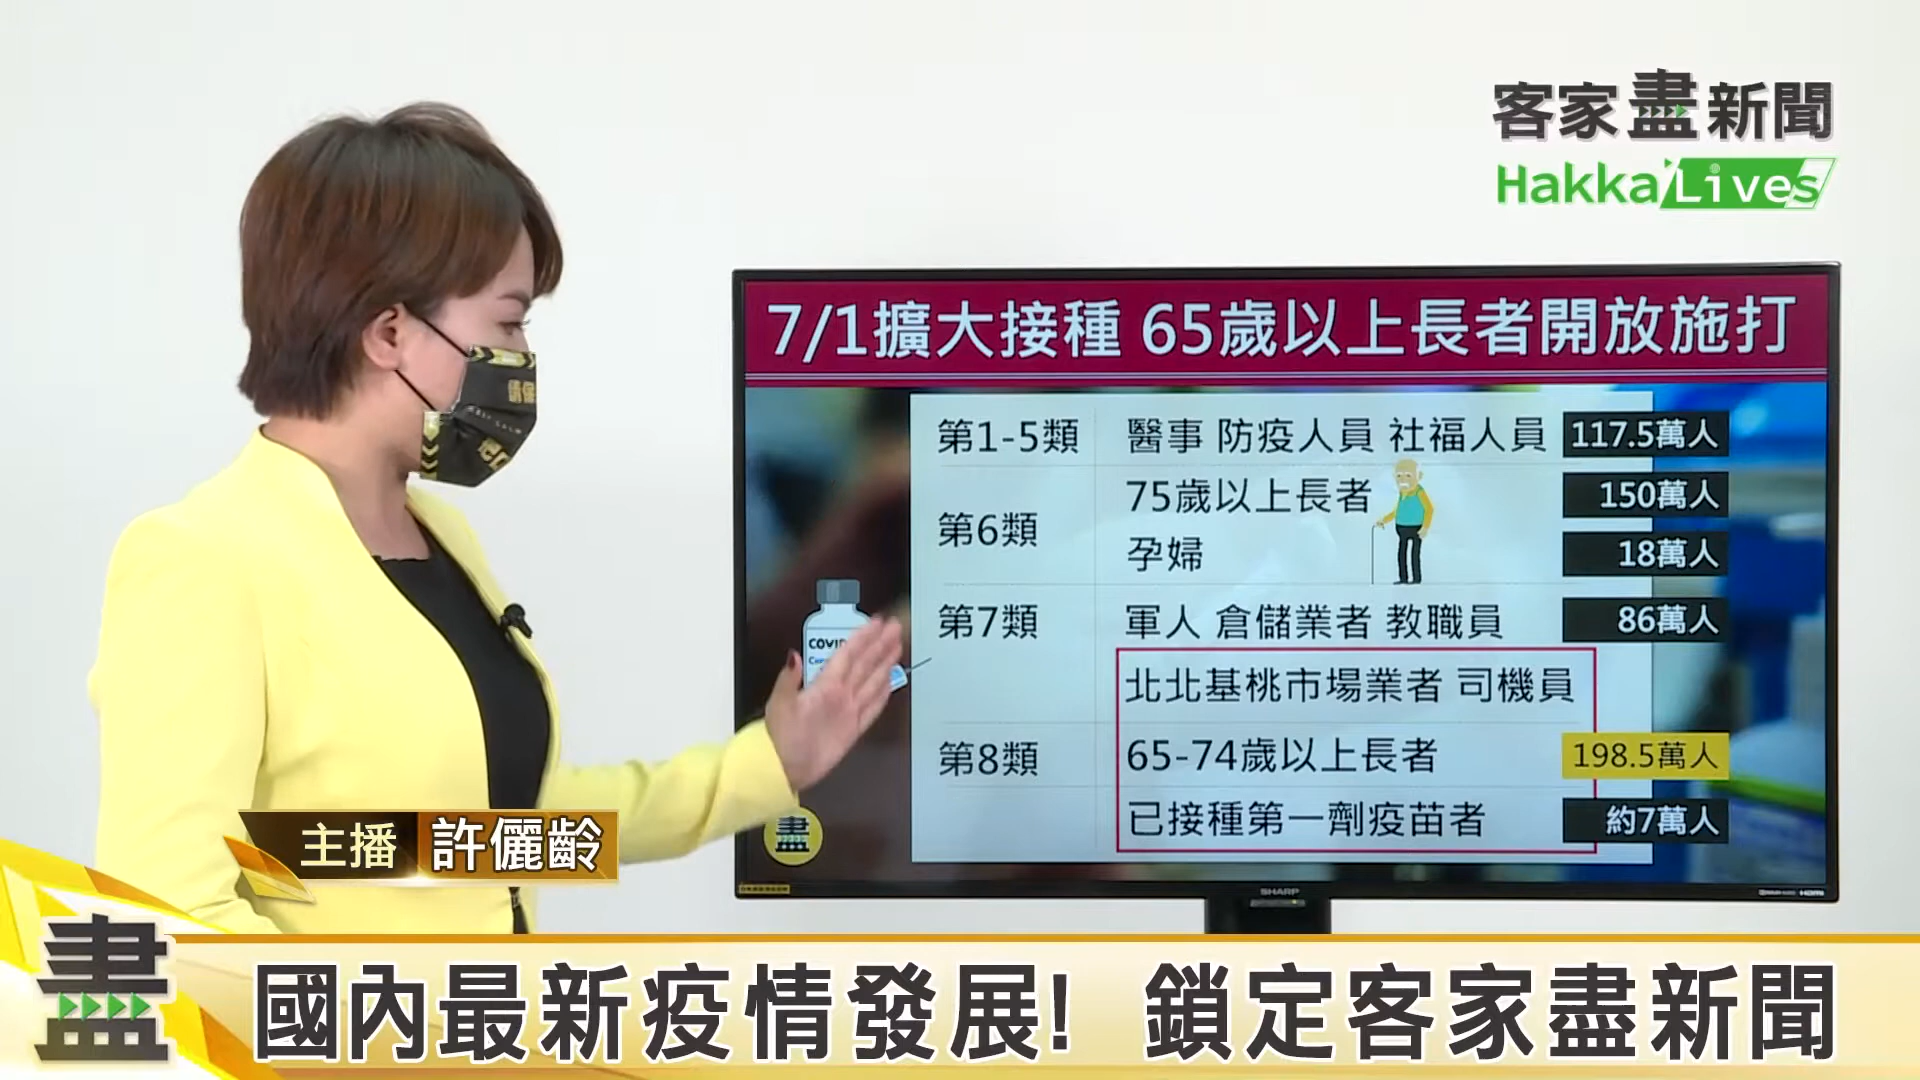 客家盡新聞
Hakka Lives
7/1擴大接種 65歲以上長者開放施打
第1-5類 醫事 防疫人員 社福人員 117.5萬人
第6類 75歲以上長者 150萬人
孕婦 18萬人
第7類 軍人 倉儲業者 教職員 86萬人
北北基桃市場業者 司機員
第8類 65-74歲以上長者 198.5萬人
已接種第一劑疫苗者 約7萬人
盡
SHARP
HDMI
主播 許儷齡
盡
國內最新疫情發展! 鎖定客家盡新聞